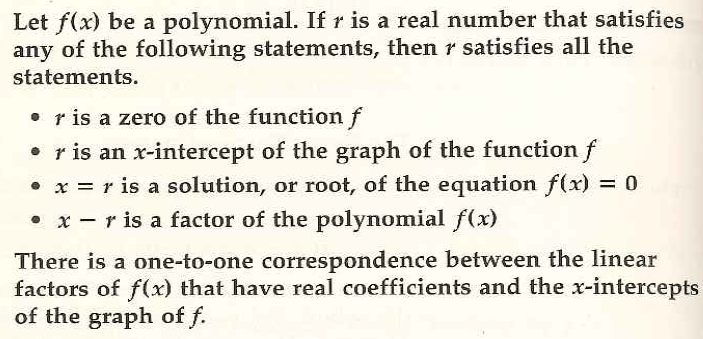 Let f(x) be a polynomial. If r is a real number that satisfies
any of the following statements, then r satisfies all the
statements.
• r is a zero of the function f
• r is an x-intercept of the graph of the function f
• x = r is a solution, or root, of the equation f(x) = 0
• x − r is a factor of the polynomial f(x)
There is a one-to-one correspondence between the linear
factors of f(x) that have real coefficients and the x-intercepts
of the graph of f.